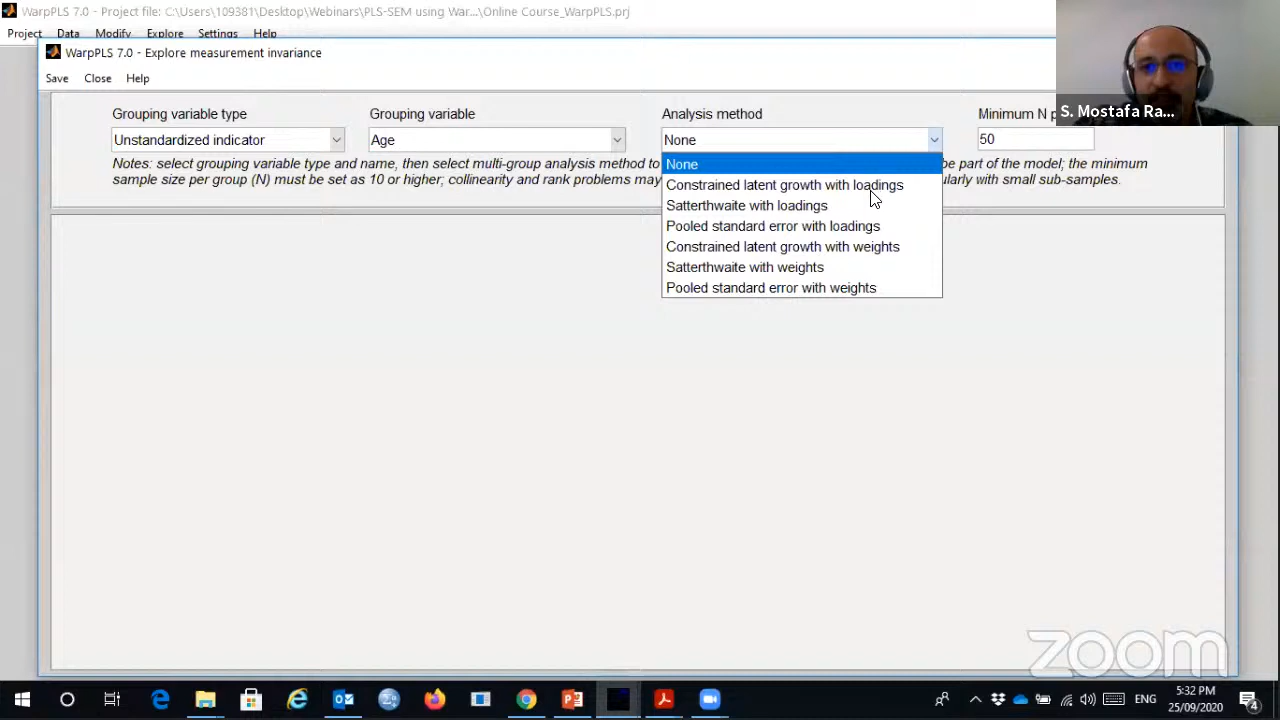 WarpPLS 7.0 - Project file: C:\Users\109381\Desktop\Webinars\PLS-SEM using War...\Online Course_WarpPLS.prj
Project Data Modify Explore Settings Help
WarpPLS 7.0 - Explore measurement invariance
Save Close Help
S. Mostafa Ra...
Grouping variable type Grouping variable Analysis method Minimum N p
Unstandardized indicator Age None 50
Notes: select grouping variable type and name, then select multi-group analysis method to be part of the model; the minimum
sample size per group (N) must be set as 10 or higher; collinearity and rank problems may with small sub-samples.
None
Constrained latent growth with loadings
Satterthwaite with loadings
Pooled standard error with loadings
Constrained latent growth with weights
Satterthwaite with weights
Pooled standard error with weights
zoom
ENG 5:32 PM
25/09/2020 4